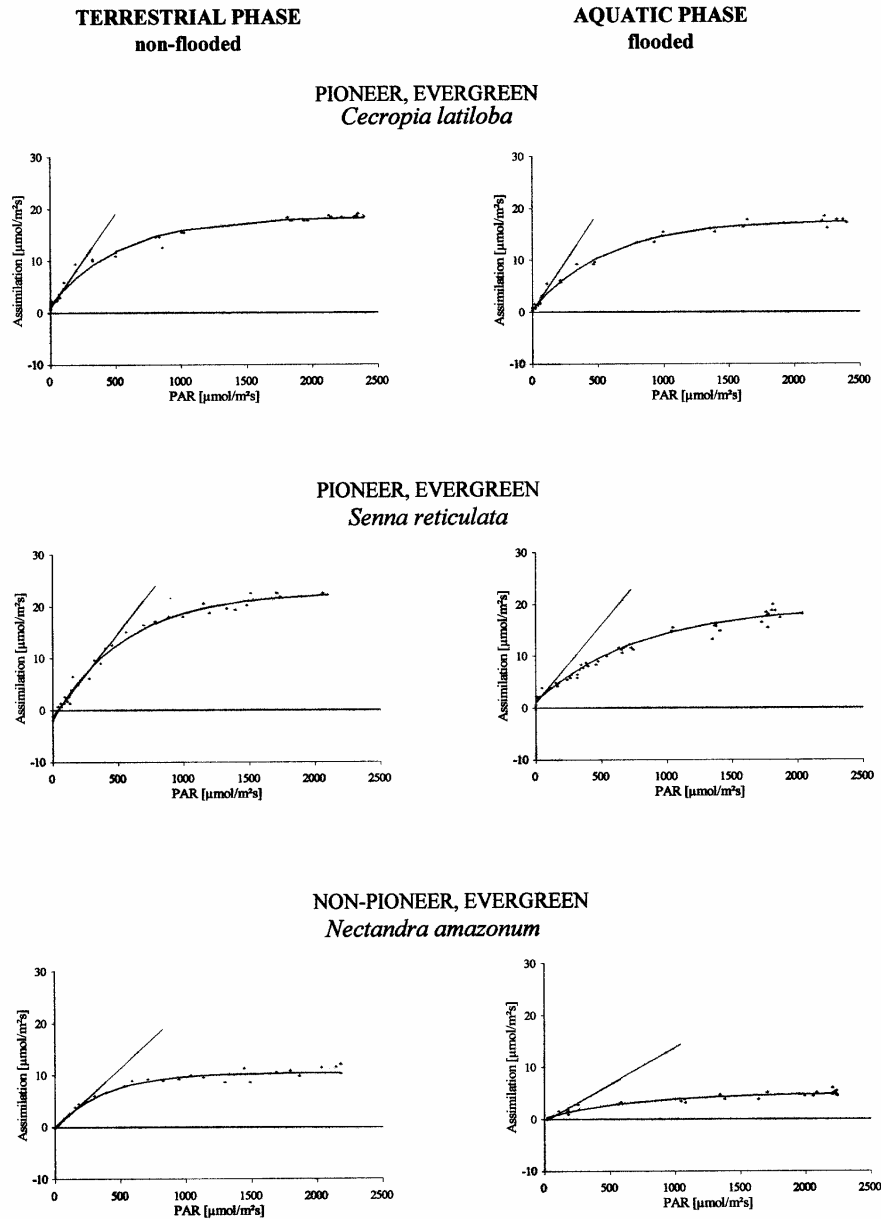 TERRESTRIAL PHASE
non-flooded
AQUATIC PHASE
flooded
PIONEER, EVERGREEN
Cecropia latiloba
30
20
10
0
-10
Assimilation [µmol/m²s]
0 500 1000 1500 2000 2500
PAR [µmol/m²s]
30
20
10
0
-10
Assimilation [µmol/m²s]
0 500 1000 1500 2000 2500
PAR [µmol/m²s]
PIONEER, EVERGREEN
Senna reticulata
30
20
10
0
-10
Assimilation [µmol/m²s]
0 500 1000 1500 2000 2500
PAR [µmol/m²s]
30
20
10
0
-10
Assimilation [µmol/m²s]
0 500 1000 1500 2000 2500
PAR [µmol/m²s]
NON-PIONEER, EVERGREEN
Nectandra amazonum
30
20
10
0
-10
Assimilation [µmol/m²s]
0 500 1000 1500 2000 2500
PAR [µmol/m²s]
30
20
10
0
-10
Assimilation [µmol/m²s]
0 500 1000 1500 2000 2500
PAR [µmol/m²s]